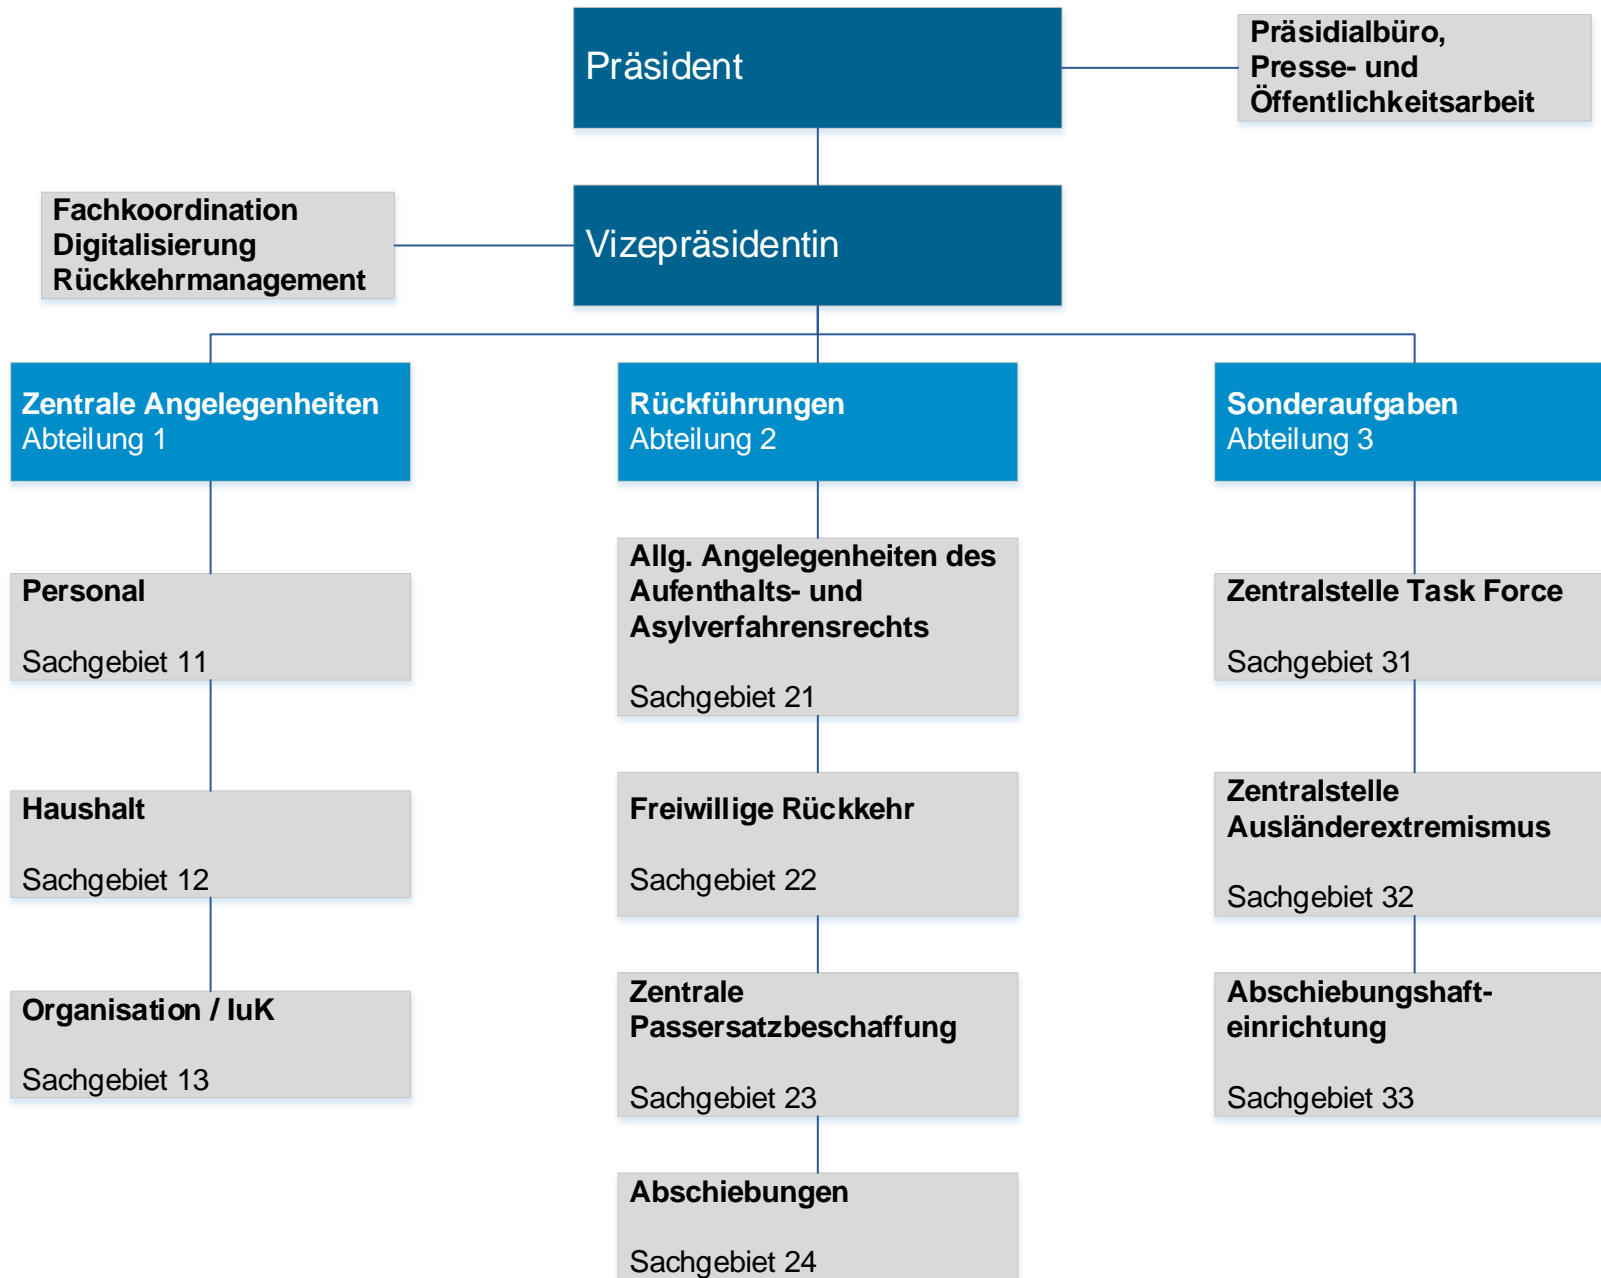 Präsident
Präsidialbüro,
Presse- und
Öffentlichkeitsarbeit
Fachkoordination
Digitalisierung
Rückkehrmanagement
Vizepräsidentin
Zentrale Angelegenheiten
Abteilung 1
Rückführungen
Abteilung 2
Sonderaufgaben
Abteilung 3
Personal
Sachgebiet 11
Haushalt
Sachgebiet 12
Organisation / IuK
Sachgebiet 13
Allg. Angelegenheiten des
Aufenthalts- und
Asylverfahrensrechts
Sachgebiet 21
Freiwillige Rückkehr
Sachgebiet 22
Zentrale
Passersatzbeschaffung
Sachgebiet 23
Abschiebungen
Sachgebiet 24
Zentralstelle Task Force
Sachgebiet 31
Zentralstelle
Ausländerextremismus
Sachgebiet 32
Abschiebungshaft-
einrichtung
Sachgebiet 33